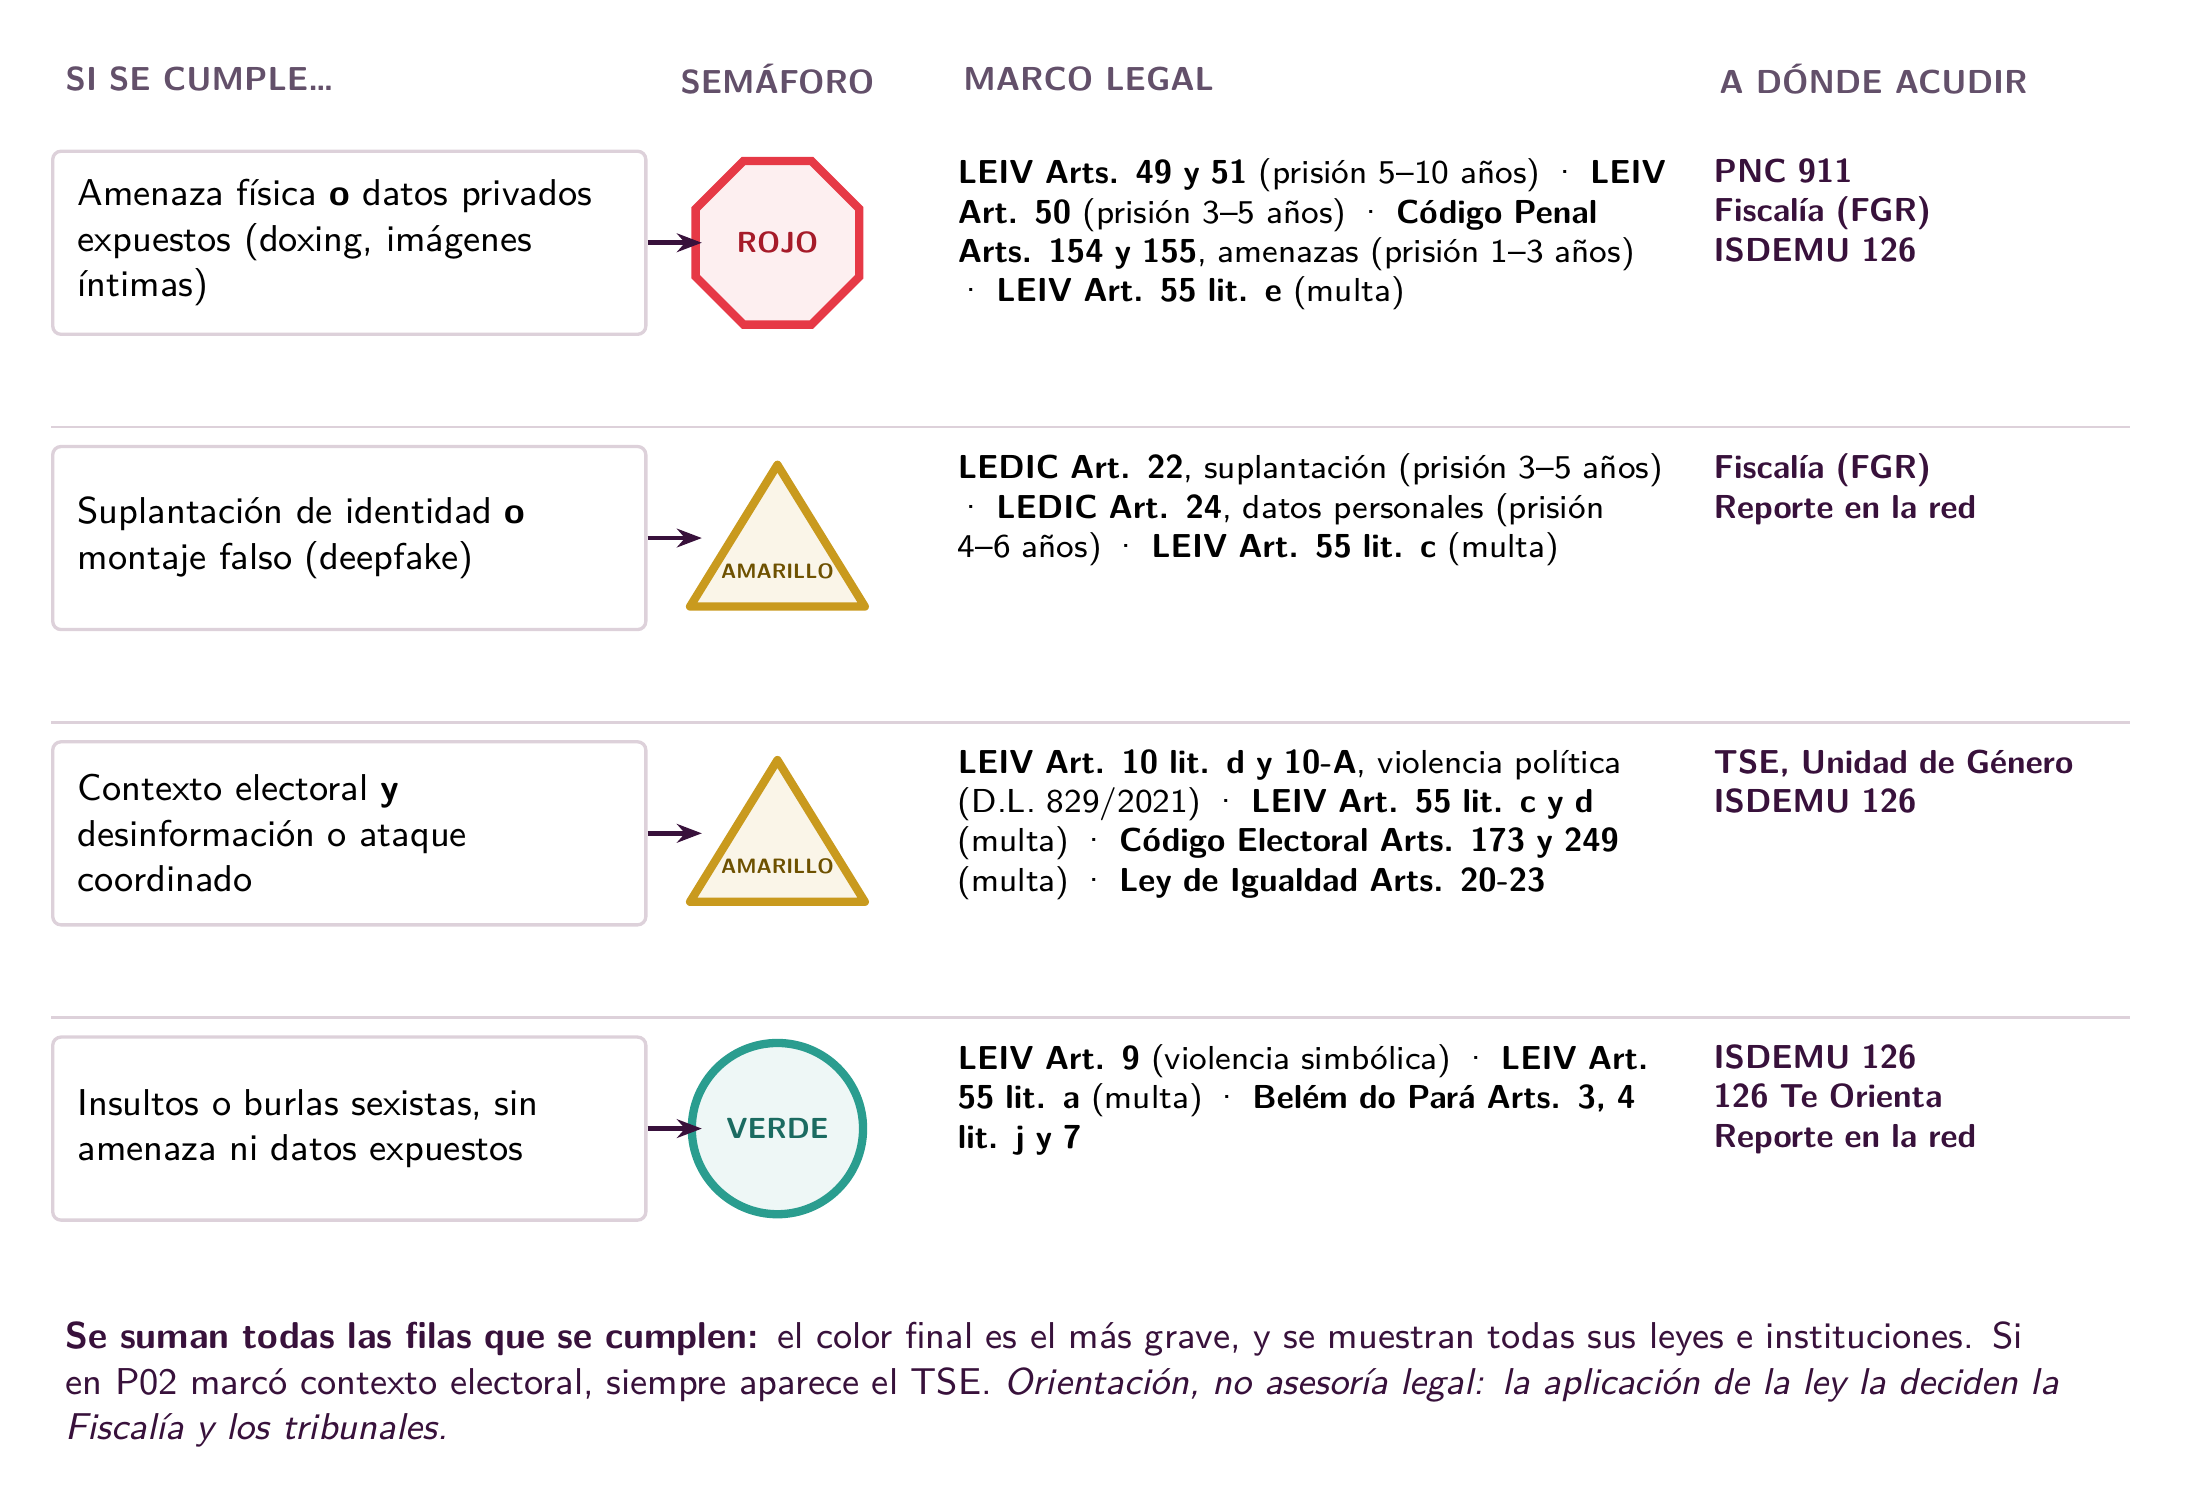 SI SE CUMPLE...
SEMÁFORO
MARCO LEGAL
A DÓNDE ACUDIR
Amenaza física o datos privados
expuestos (doxing, imágenes
íntimas)
ROJO
LEIV Arts. 49 y 51 (prisión 5–10 años) · LEIV
Art. 50 (prisión 3–5 años) · Código Penal
Arts. 154 y 155, amenazas (prisión 1–3 años)
· LEIV Art. 55 lit. e (multa)
PNC 911
Fiscalía (FGR)
ISDEMU 126
Suplantación de identidad o
montaje falso (deepfake)
AMARILLO
LEDIC Art. 22, suplantación (prisión 3–5 años)
· LEDIC Art. 24, datos personales (prisión
4–6 años) · LEIV Art. 55 lit. c (multa)
Fiscalía (FGR)
Reporte en la red
Contexto electoral y
desinformación o ataque
coordinado
AMARILLO
LEIV Art. 10 lit. d y 10-A, violencia política
(D.L. 829/2021) · LEIV Art. 55 lit. c y d
(multa) · Código Electoral Arts. 173 y 249
(multa) · Ley de Igualdad Arts. 20-23
TSE, Unidad de Género
ISDEMU 126
Insultos o burlas sexistas, sin
amenaza ni datos expuestos
VERDE
LEIV Art. 9 (violencia simbólica) · LEIV Art.
55 lit. a (multa) · Belém do Pará Arts. 3, 4
lit. j y 7
ISDEMU 126
126 Te Orienta
Reporte en la red
Se suman todas las filas que se cumplen: el color final es el más grave, y se muestran todas sus leyes e instituciones. Si
en P02 marcó contexto electoral, siempre aparece el TSE. Orientación, no asesoría legal: la aplicación de la ley la deciden la
Fiscalía y los tribunales.